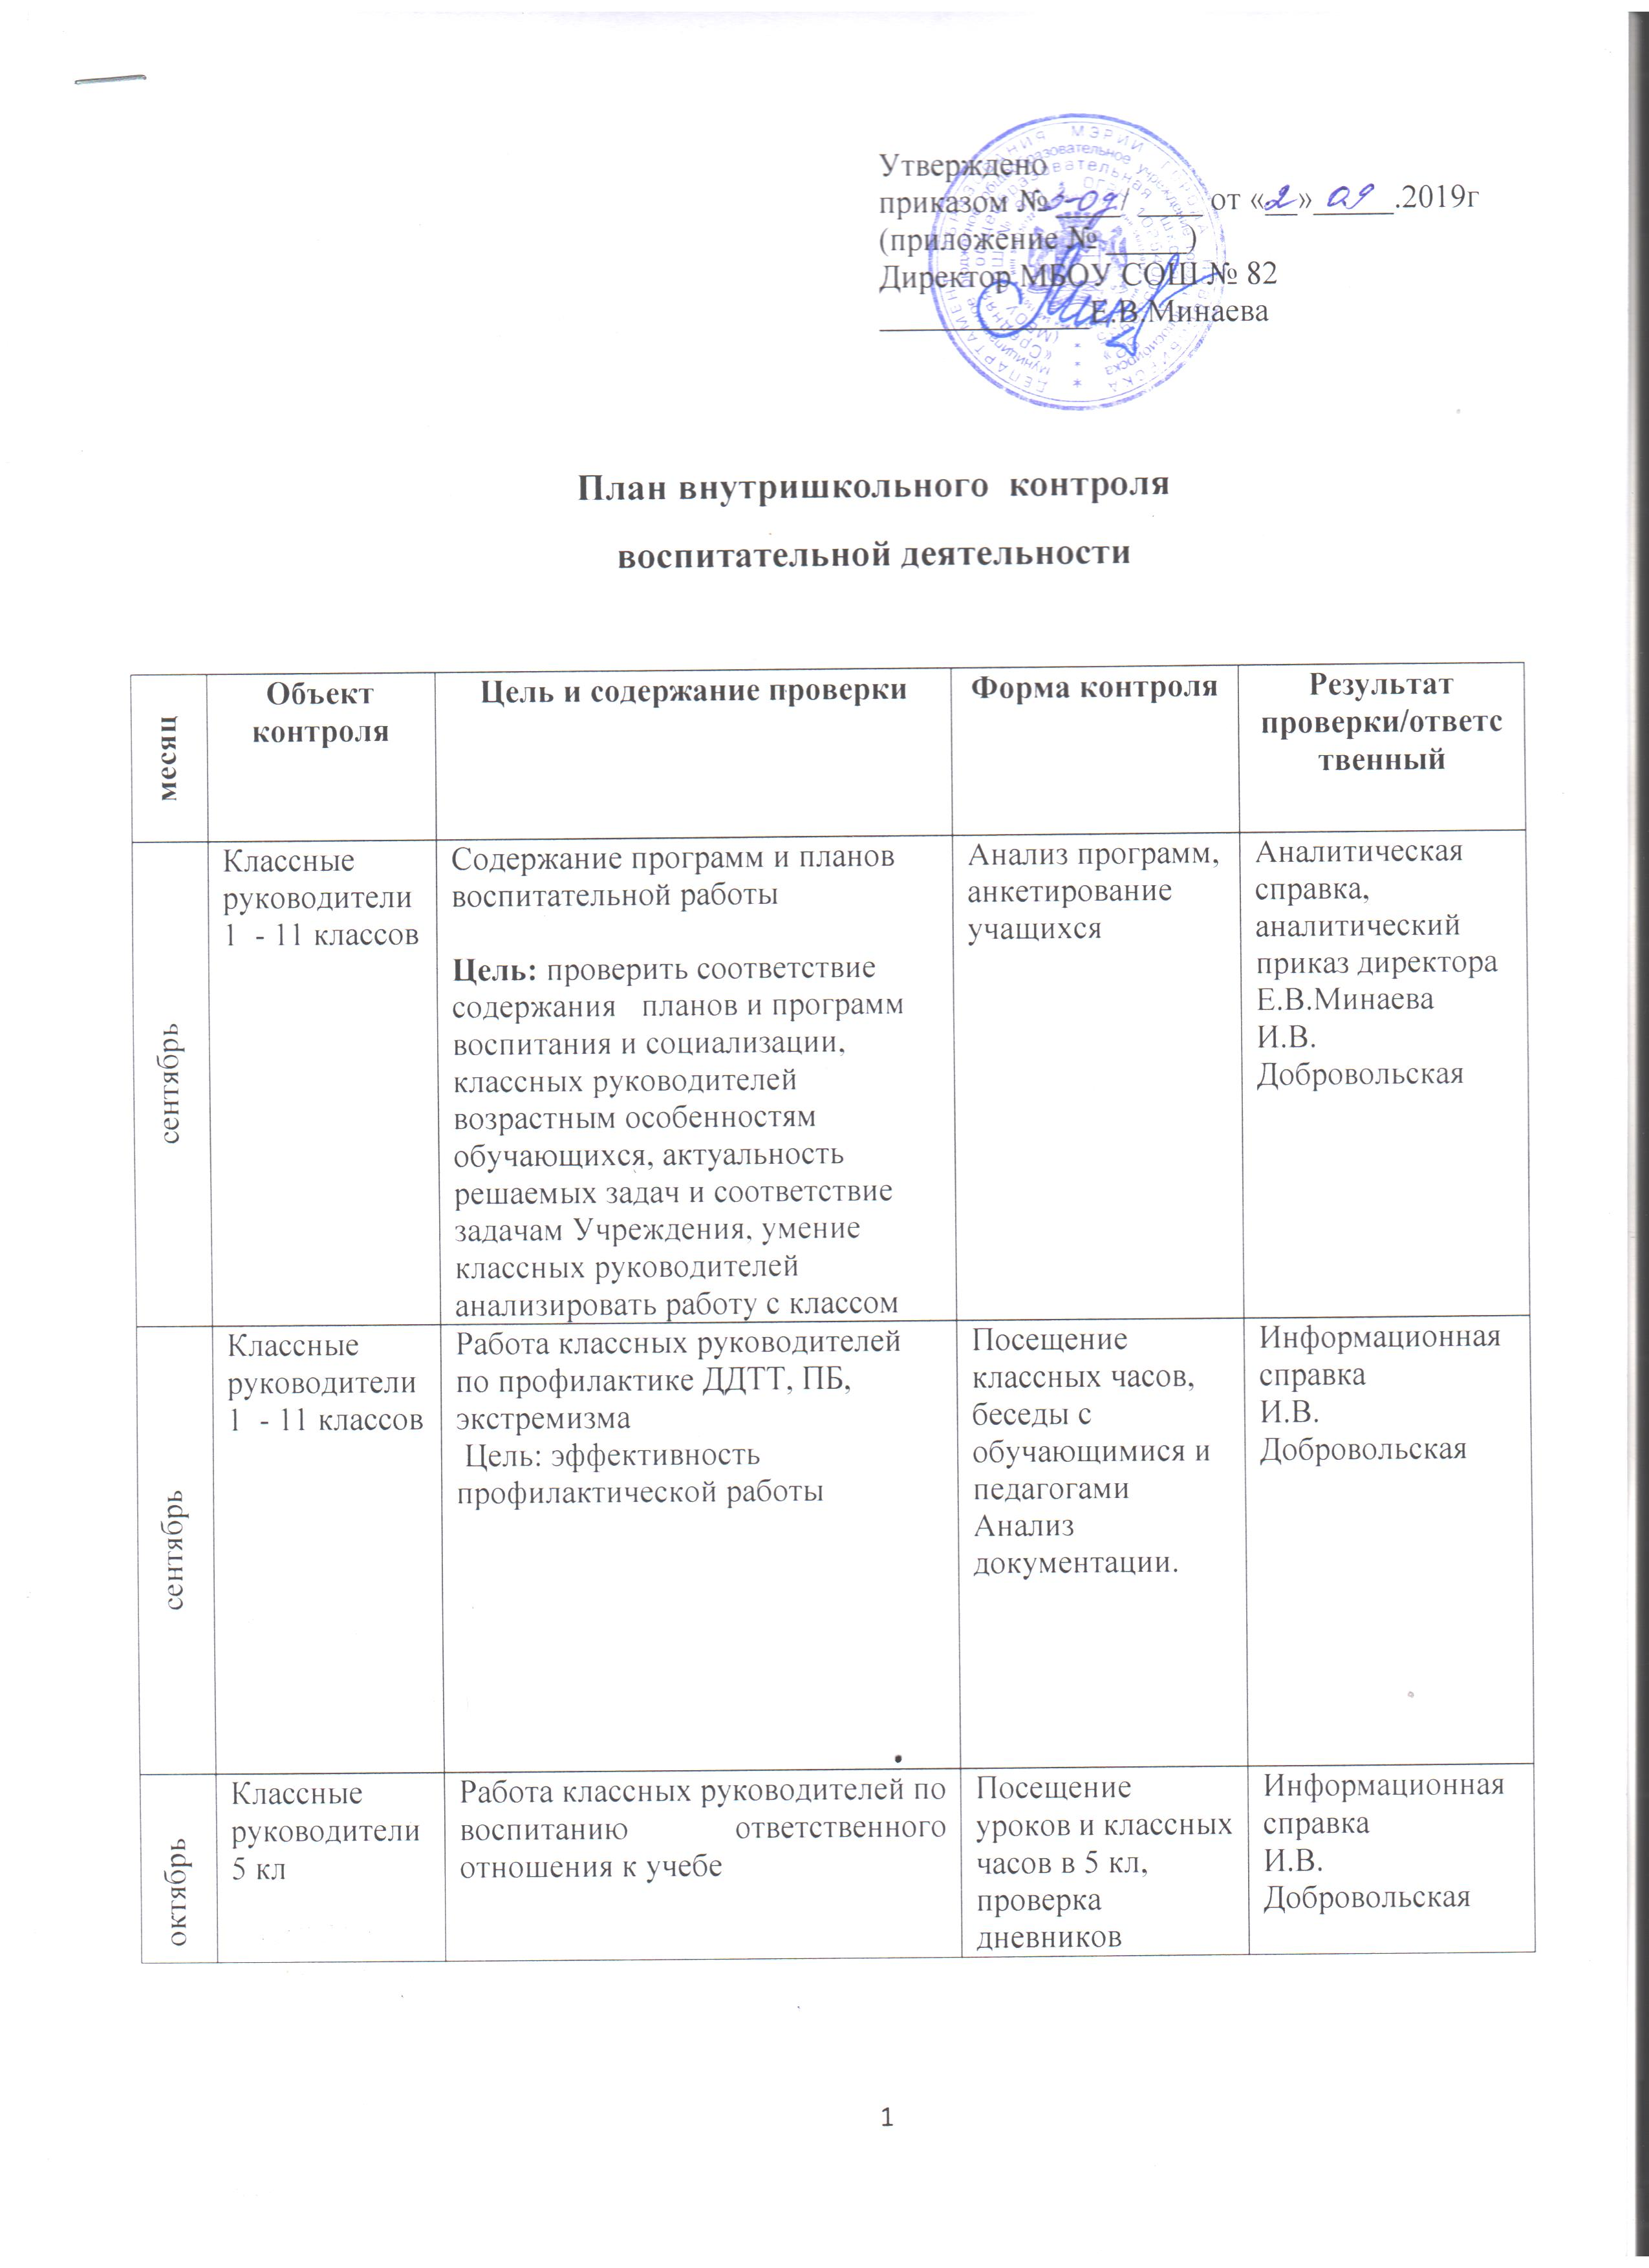 Утверждено
приказом № /____ от «2» 09.2019г
(приложение № _____)
Директор МБОУ СОШ № 82
_____________Е.В.Минаева
План внутришкольного контроля
воспитательной деятельности
месяц
Объект
контроля
Цель и содержание проверки
Форма контроля
Результат
проверки/ответс
твенный
сентябрь
Классные
руководители
1 - 11 классов
Содержание программ и планов
воспитательной работы
Цель: проверить соответствие
содержания планов и программ
воспитания и социализации,
классных руководителей
возрастным особенностям
обучающихся, актуальность
решаемых задач и соответствие
задачам Учреждения, умение
классных руководителей
анализировать работу с классом
Анализ программ,
анкетирование
учащихся
Аналитическая
справка,
аналитический
приказ директора
Е.В.Минаева
И.В.
Добровольская
сентябрь
Классные
руководители
1 - 11 классов
Работа классных руководителей
по профилактике ДДТТ, ПБ,
экстремизма
Цель: эффективность
профилактической работы
Посещение
классных часов,
беседы с
обучающимися и
педагогами
Анализ
документации.
Информационная
справка
И.В.
Добровольская
октябрь
Классные
руководители
5 кл
Работа классных руководителей по
воспитанию ответственного
отношения к учебе
Посещение
уроков и классных
часов в 5 кл,
проверка
дневников
Информационная
справка
И.В.
Добровольская
1